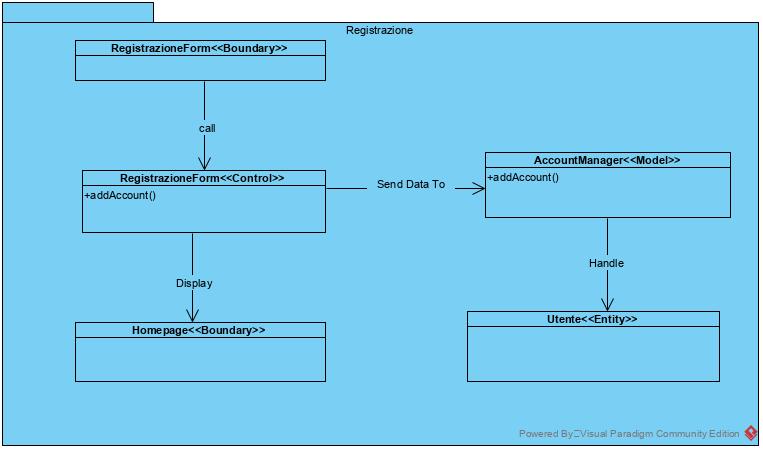 Registrazione
RegistrazioneForm<<Boundary>>
call
RegistrazioneForm<<Control>>
+addAccount()
Send Data To
AccountManager<<Model>>
+addAccount()
Display
Handle
Homepage<<Boundary>>
Utente<<Entity>>
Powered By Visual Paradigm Community Edition